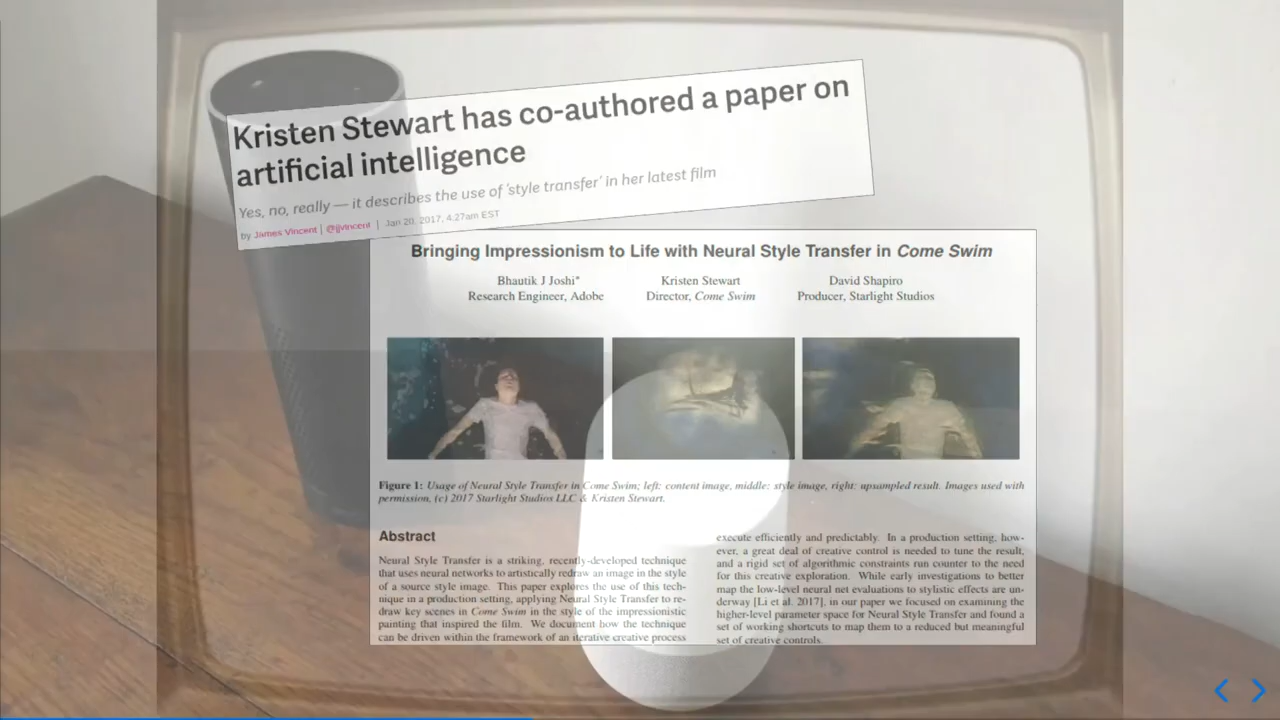 Kristen Stewart has co-authored a paper on
artificial intelligence
Yes, no, really — it describes the use of 'style transfer' in her latest film
by James Vincent | @jjvincent | Jan 20, 2017, 4:27am EST
Bringing Impressionism to Life with Neural Style Transfer in Come Swim
Bhautik J Joshi* Kristen Stewart David Shapiro
Research Engineer, Adobe Director, Come Swim Producer, Starlight Studios
Figure 1: Usage of Neural Style Transfer in Come Swim; left: content image, middle: style image, right: upsampled result. Images used with
permission, (c) 2017 Starlight Studios LLC & Kristen Stewart.
Abstract
Neural Style Transfer is a striking, recently-developed technique
that uses neural networks to artistically redraw an image in the style
of a source style image. This paper explores the use of this tech-
nique in a production setting, applying Neural Style Transfer to re-
draw key scenes in Come Swim in the style of the impressionistic
painting that inspired the film. We document how the technique
can be driven within the framework of an iterative creative process
execute efficiently and predictably. In a production setting, how-
ever, a great deal of creative control is needed to tune the result,
and a rigid set of algorithmic constraints run counter to the need
for this creative exploration. While early investigations to better
map the low-level neural net evaluations to stylistic effects are un-
derway [Li et al. 2017], in our paper we focused on examining the
higher-level parameter space for Neural Style Transfer and found a
set of working shortcuts to map them to a reduced but meaningful
set of creative controls.